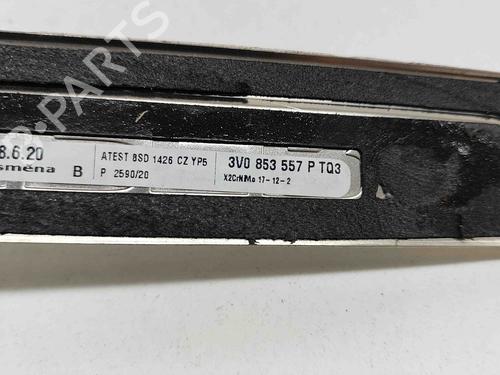 8.6.20
směna B
ATEST 8SD 1426 CZ YP5
P 2590/20
3V0 853 557 P TQ3
X2CrNiMo 17-12-2
PARTS